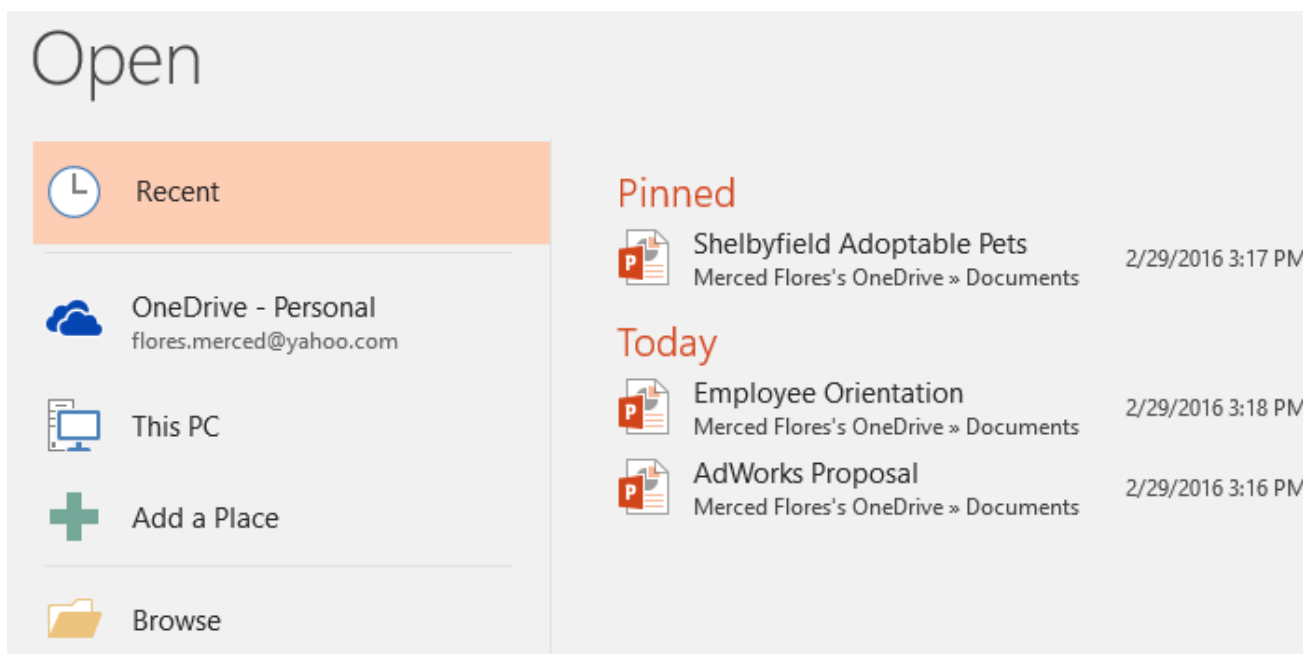 Open
Recent
OneDrive - Personal
flores.merced@yahoo.com
This PC
Add a Place
Browse
Pinned
Shelbyfield Adoptable Pets
Merced Flores's OneDrive » Documents
2/29/2016 3:17 PM
Today
Employee Orientation
Merced Flores's OneDrive » Documents
2/29/2016 3:18 PM
AdWorks Proposal
Merced Flores's OneDrive » Documents
2/29/2016 3:16 PM